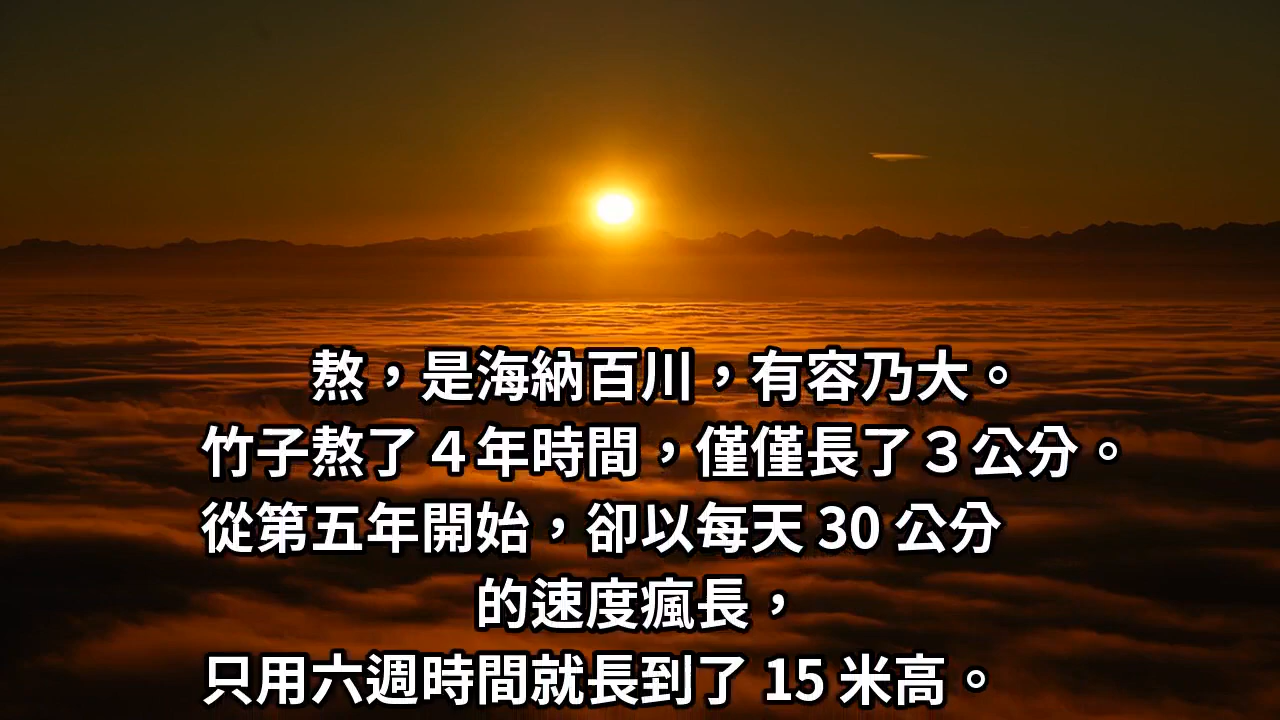 熬，是海納百川，有容乃大。
竹子熬了４年時間，僅僅長了３公分。
從第五年開始，卻以每天 30 公分
的速度瘋長，
只用六週時間就長到了 15 米高。